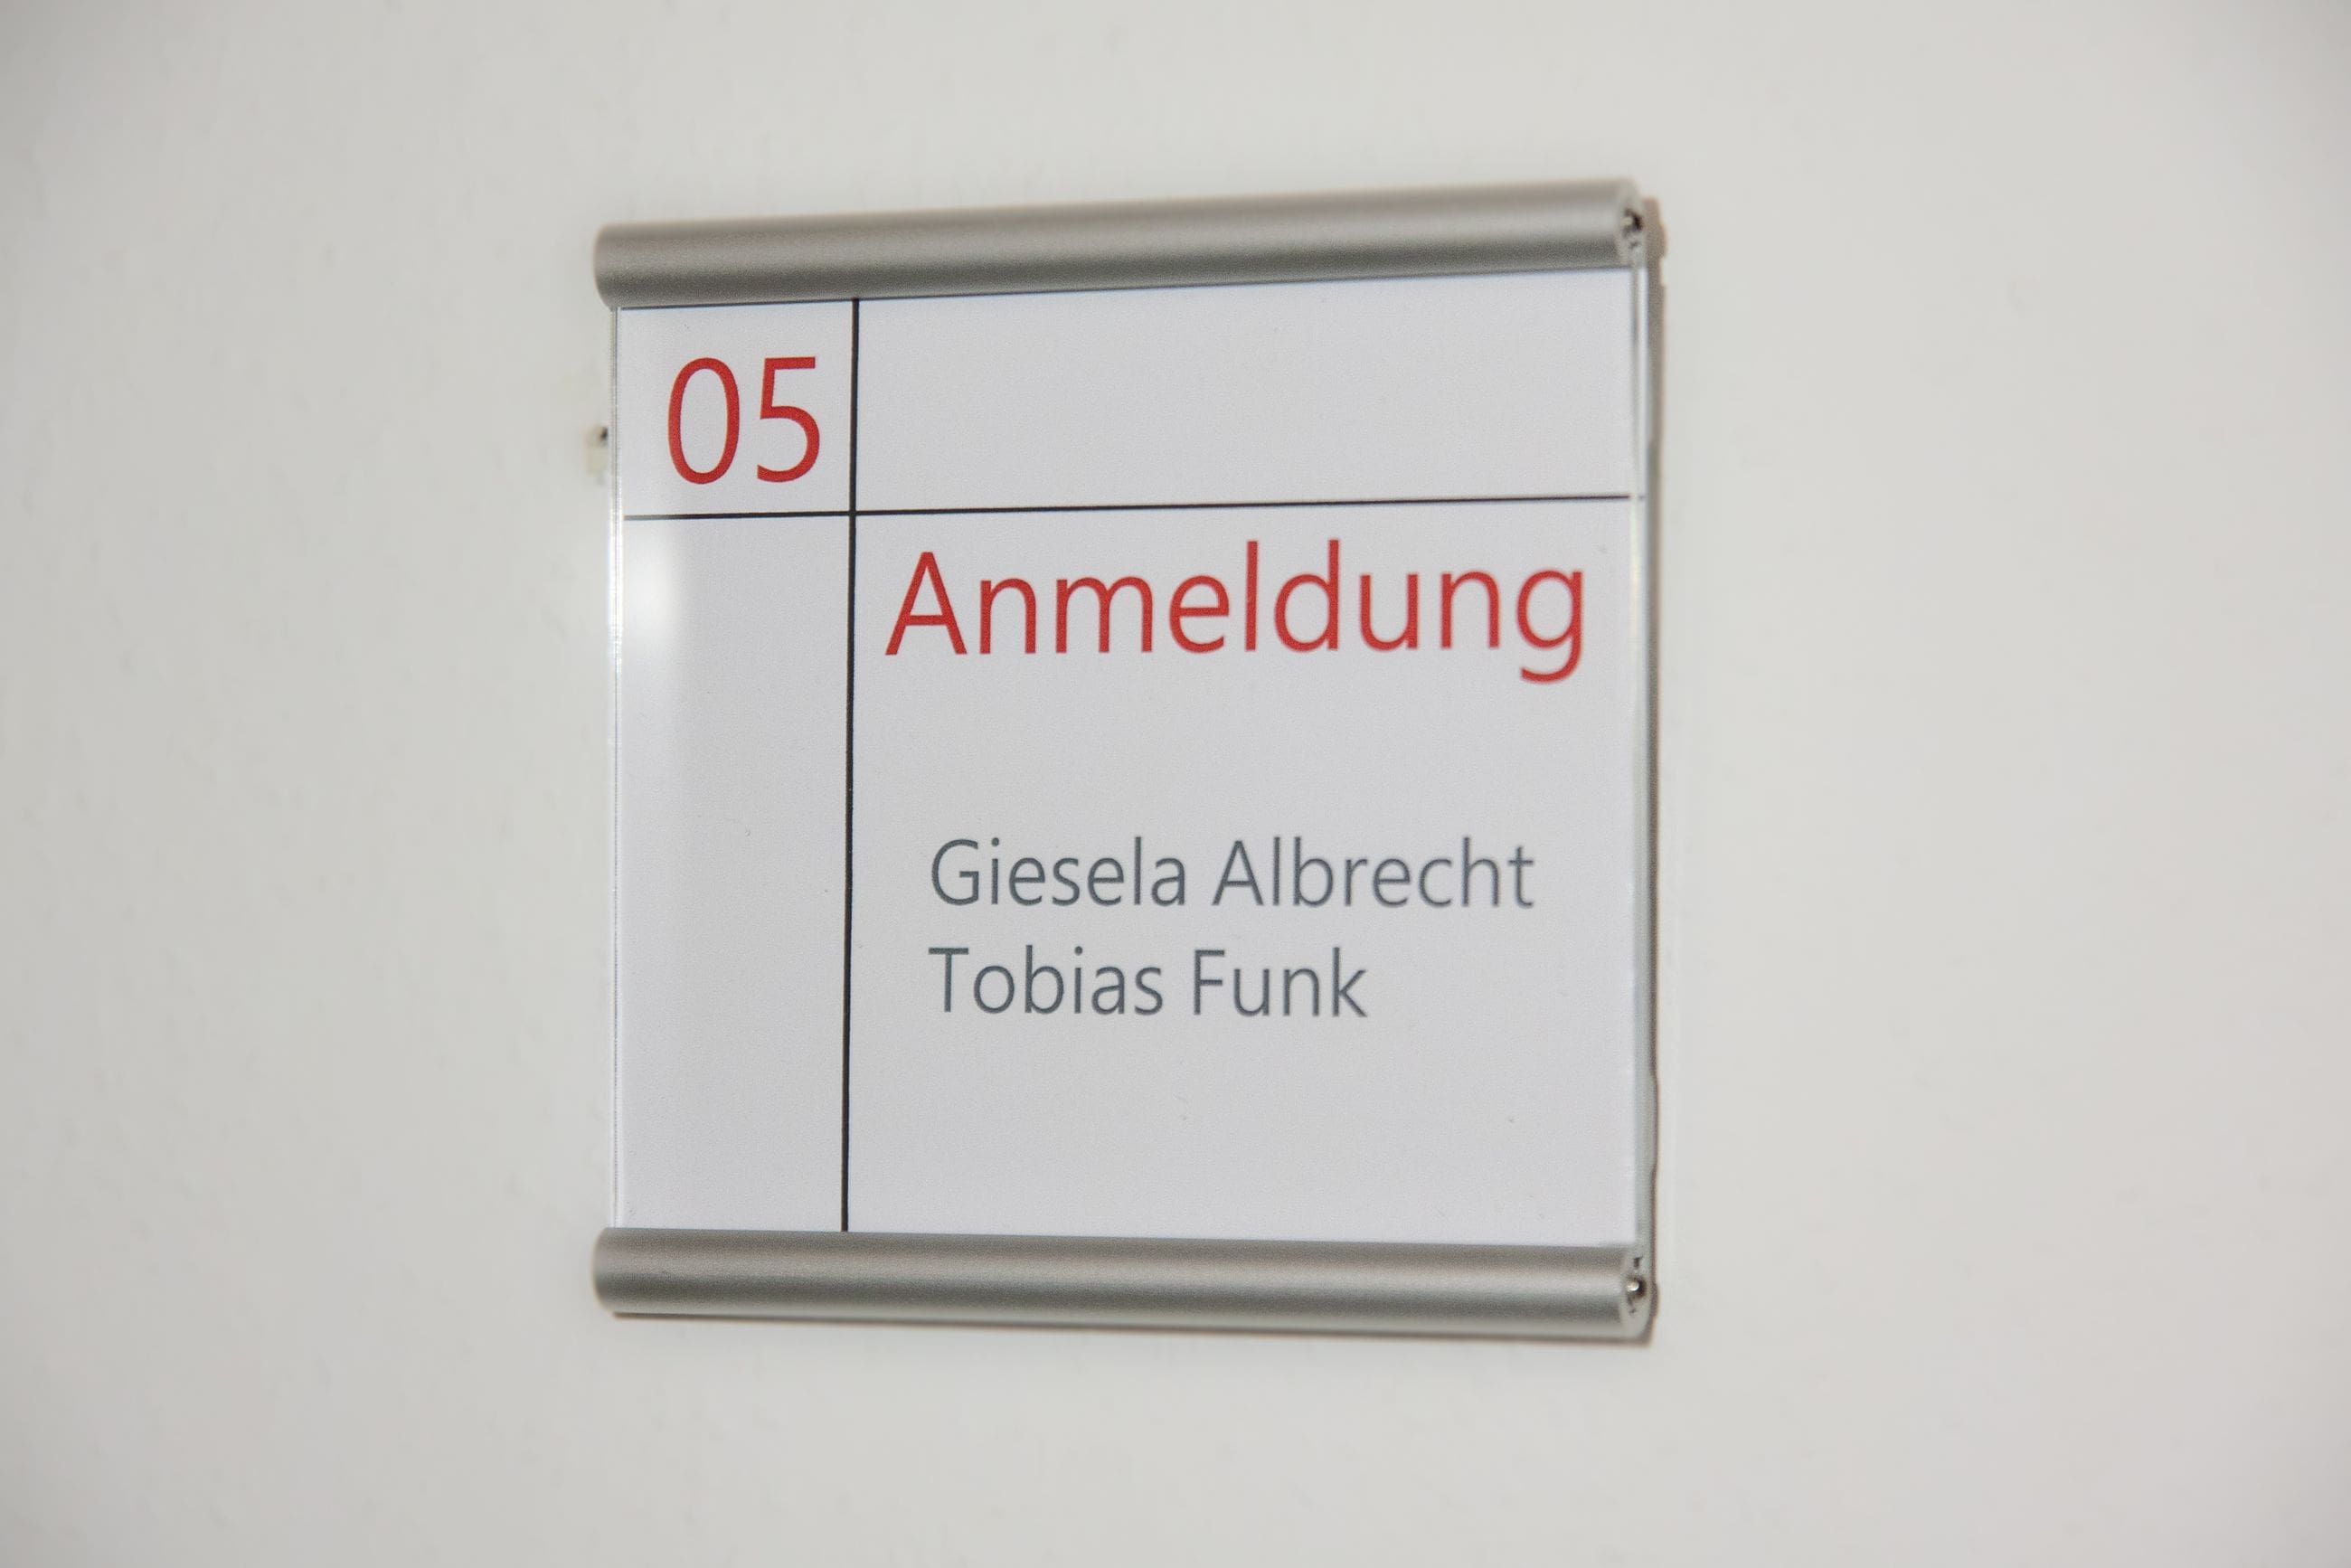 05
Anmeldung
Giesela Albrecht
Tobias Funk